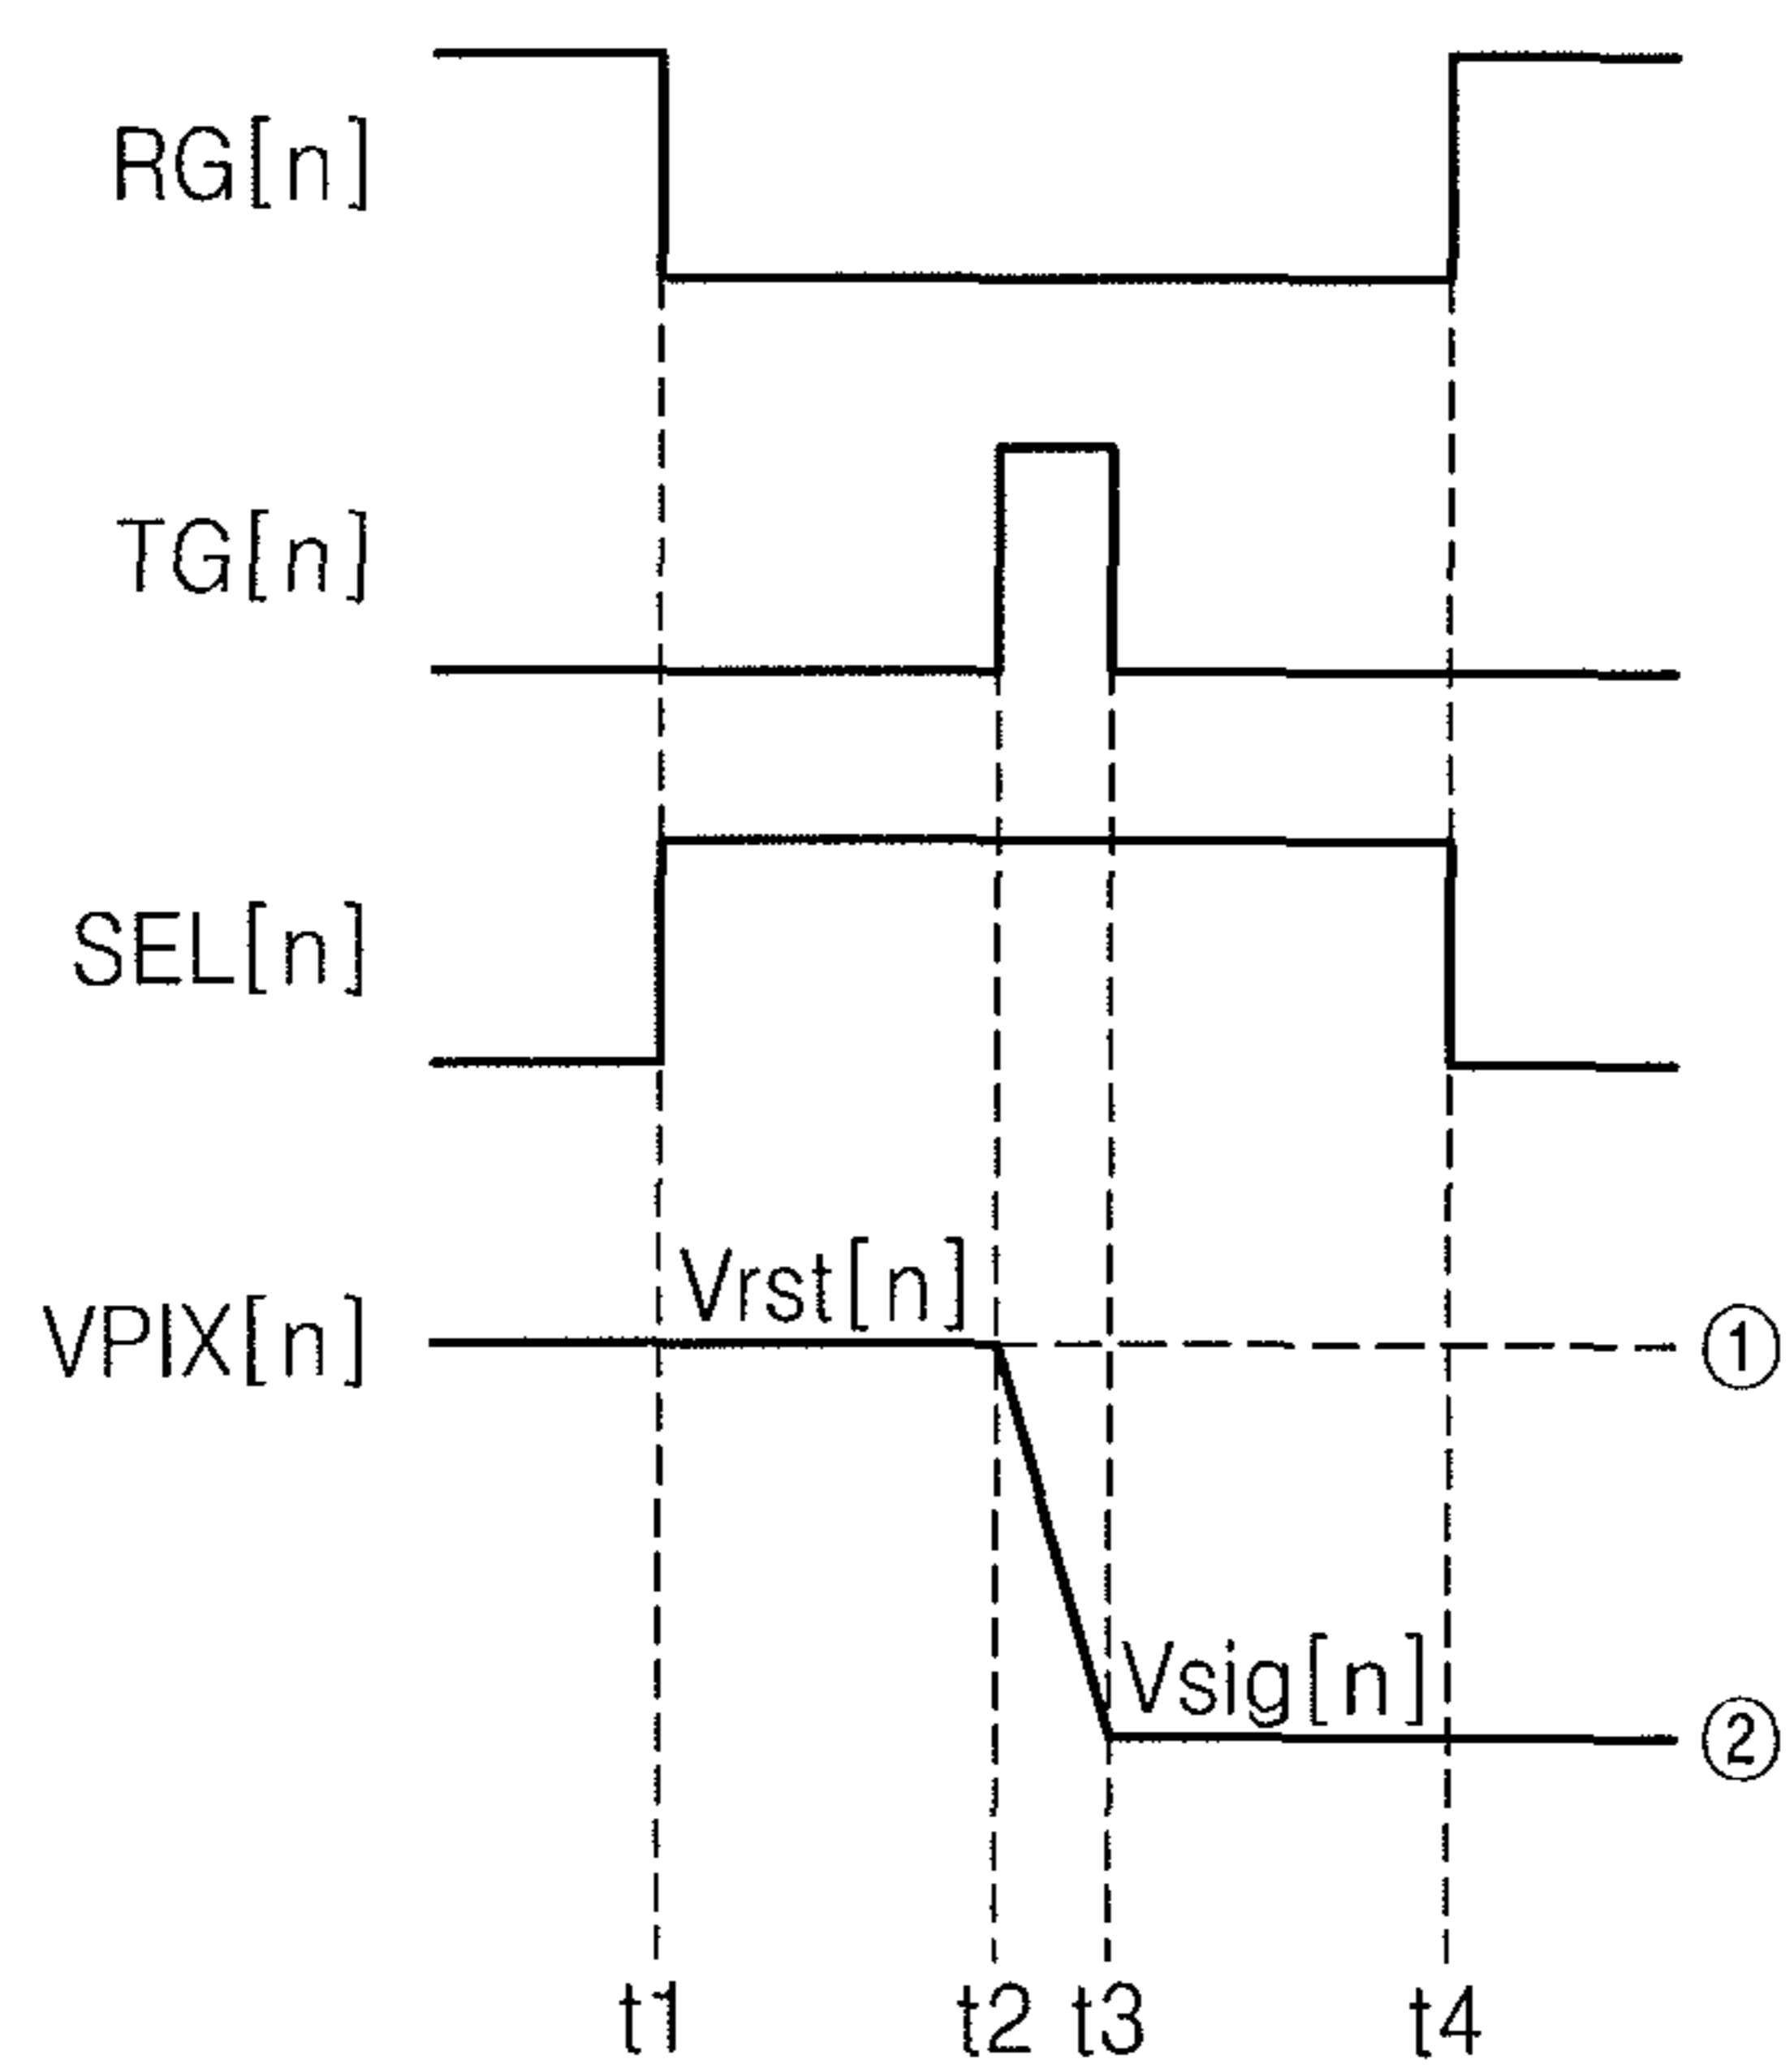 RG[n]
TG[n]
SEL[n]
Vrst[n]
VPIX[n]
①
Vsig[n]
②
t1 t2 t3 t4